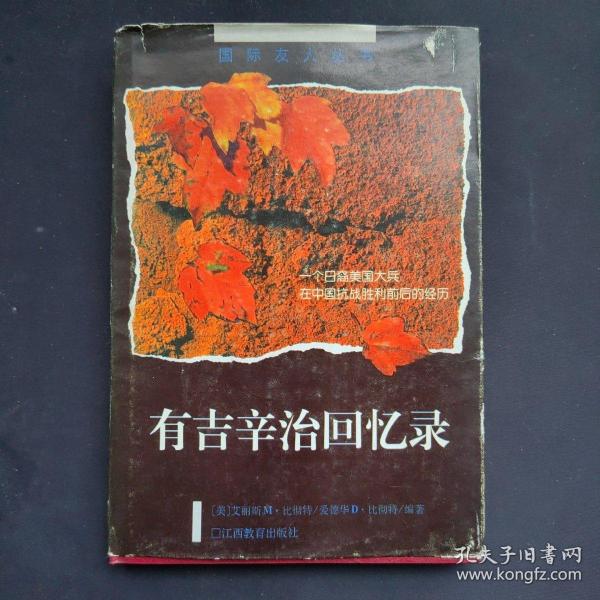 国际友人丛书
一个日裔美国大兵
在中国抗战胜利前后的经历
有吉辛治回忆录
[美]艾丽斯M·比彻特/爱德华D·比彻特/编著
□江西教育出版社
孔夫子旧书网
www.kongfz.com